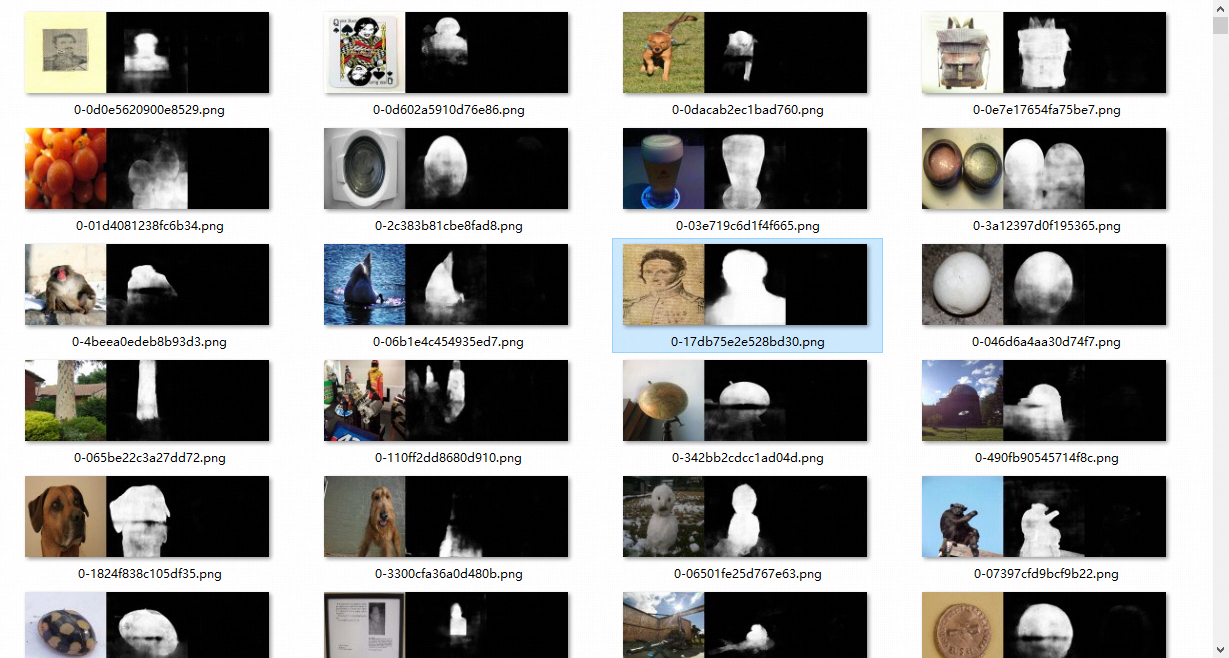 0-0d0e5620900e8529.png
0-0d602a5910d76e86.png
0-0dacab2ec1bad760.png
0-0e7e17654fa75be7.png
0-01d4081238fc6b34.png
0-2c383b81cbe8fad8.png
0-03e719c6d1f4f665.png
0-3a12397d0f195365.png
0-4beea0edeb8b93d3.png
0-06b1e4c454935ed7.png
0-17db75e2e528bd30.png
0-046d6a4aa30d74f7.png
0-065be22c3a27dd72.png
0-110ff2dd8680d910.png
0-342bb2cdcc1ad04d.png
0-490fb90545714f8c.png
0-1824f838c105df35.png
0-3300cfa36a0d480b.png
0-06501fe25d767e63.png
0-07397cfd9bcf9b22.png